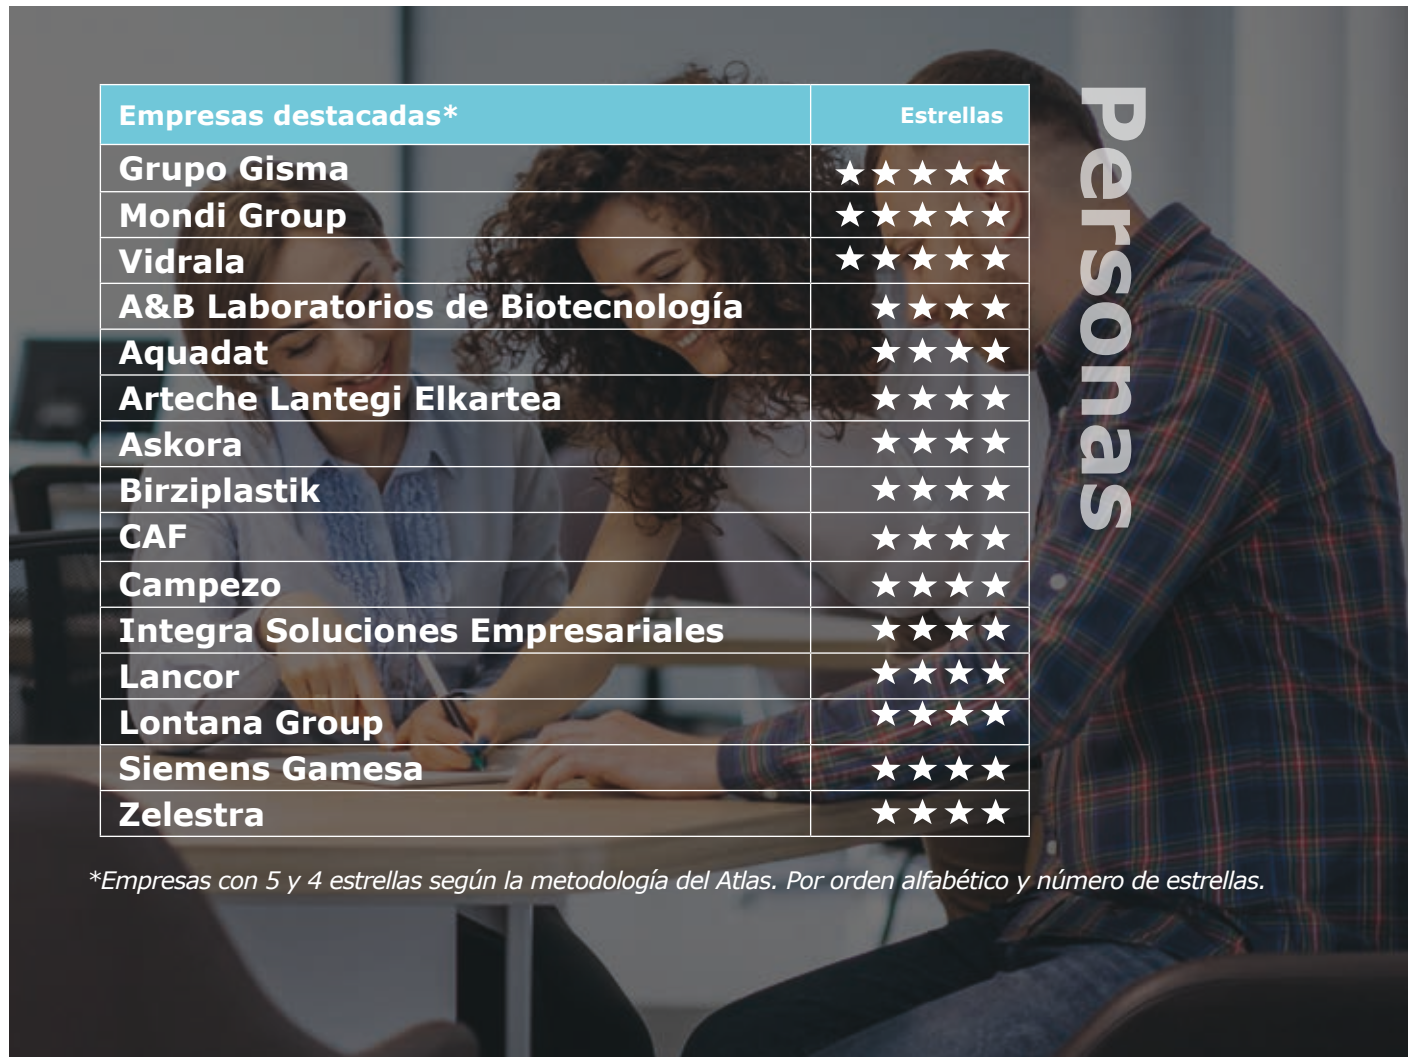 Empresas destacadas* Estrellas
Grupo Gisma ★★★★★
Mondi Group ★★★★★
Vidrala ★★★★★
A&B Laboratorios de Biotecnología ★★★★
Aquadat ★★★★
Arteche Lantegi Elkartea ★★★★
Askora ★★★★
Birziplastik ★★★★
CAF ★★★★
Campezo ★★★★
Integra Soluciones Empresariales ★★★★
Lancor ★★★★
Lontana Group ★★★★
Siemens Gamesa ★★★★
Zelestra ★★★★
*Empresas con 5 y 4 estrellas según la metodología del Atlas. Por orden alfabético y número de estrellas.
Personas